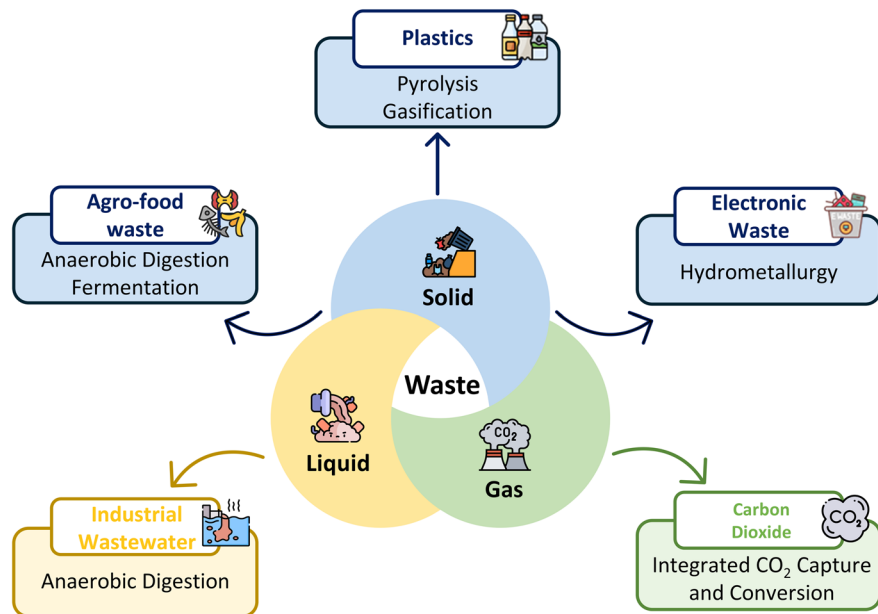 Plastics
Pyrolysis
Gasification
Agro-food
waste
Anaerobic Digestion
Fermentation
Electronic
Waste
E WASTE
Hydrometallurgy
Solid
Waste
Liquid
CO₂
Gas
Industrial
Wastewater
Anaerobic Digestion
Carbon
Dioxide
CO₂
Integrated CO₂ Capture
and Conversion